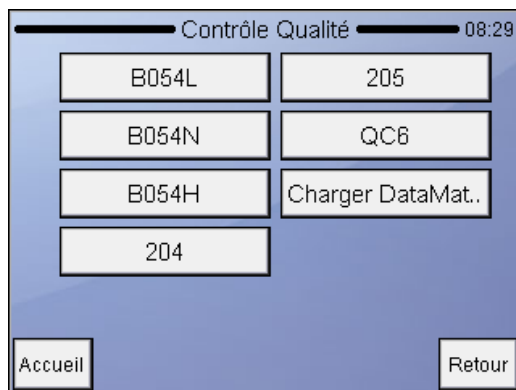 Contrôle Qualité 08:29
B054L 205
B054N QC6
B054H Charger DataMat..
204
Accueil Retour